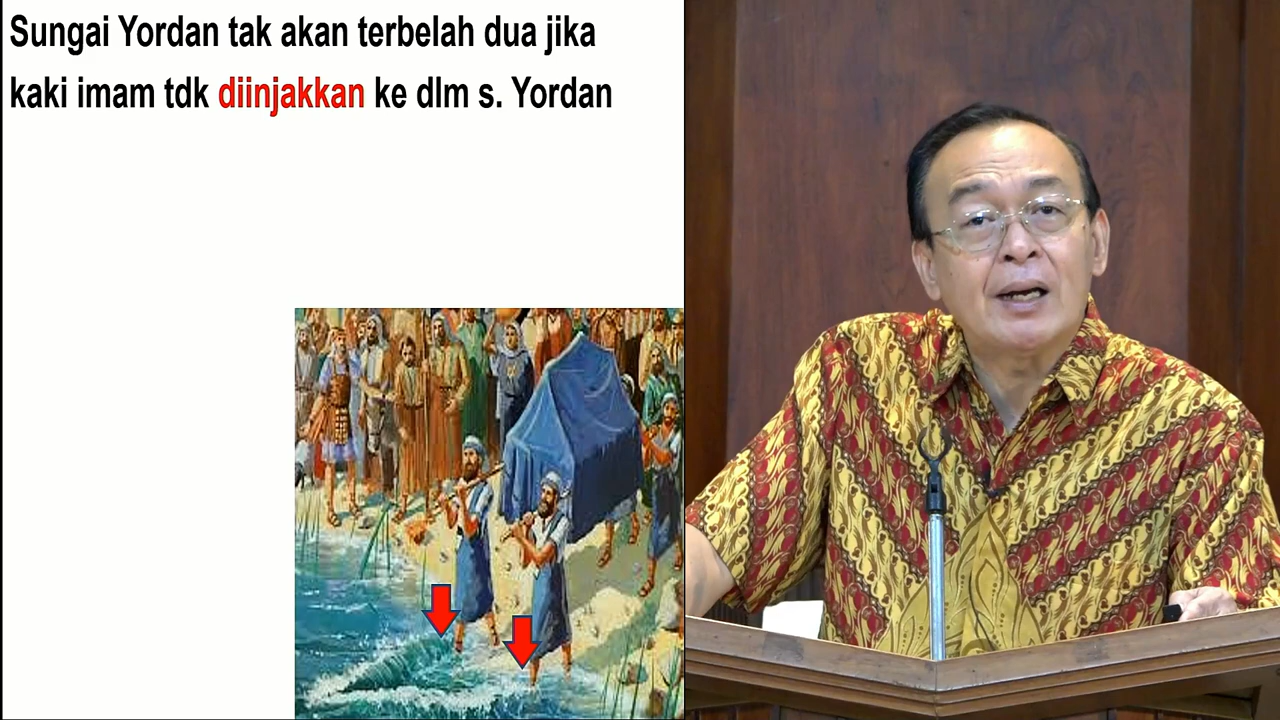 Sungai Yordan tak akan terbelah dua jika
kaki imam tdk diinjakkan ke dlm s. Yordan